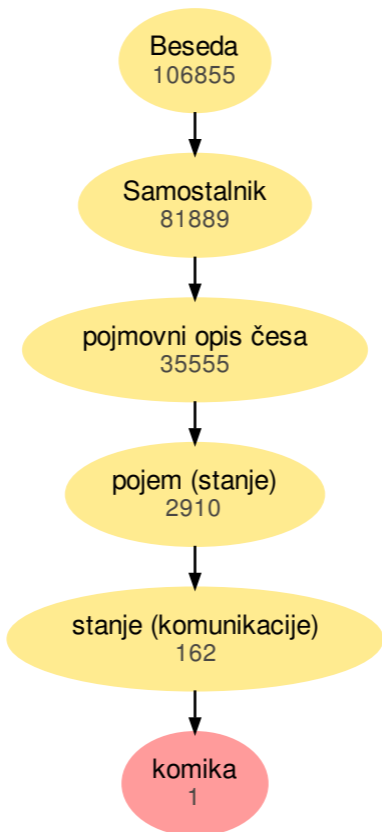 Beseda
106855
Samostalnik
81889
pojmovni opis česa
35555
pojem (stanje)
2910
stanje (komunikacije)
162
komika
1